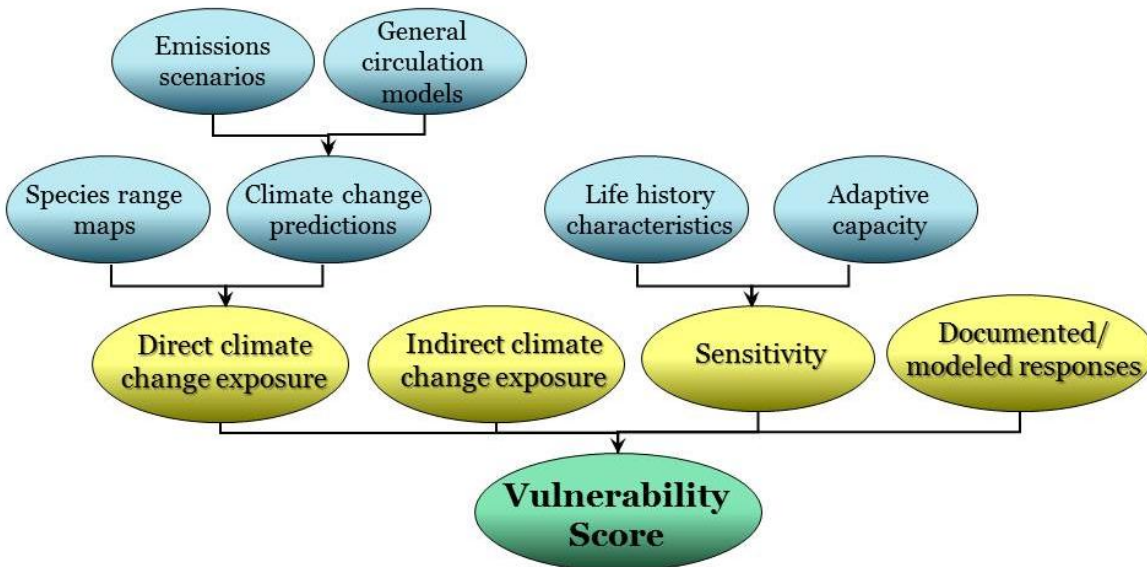 Emissions
scenarios
General
circulation
models
Species range
maps
Climate change
predictions
Life history
characteristics
Adaptive
capacity
Direct climate
change exposure
Indirect climate
change exposure
Sensitivity
Documented/
modeled responses
Vulnerability
Score